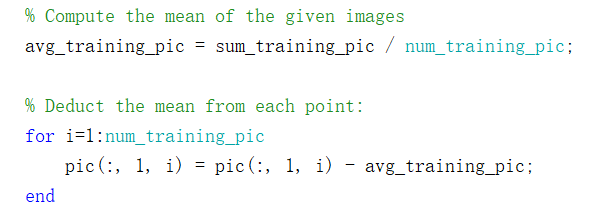 % Compute the mean of the given images
avg_training_pic = sum_training_pic / num_training_pic;
% Deduct the mean from each point:
for i=1:num_training_pic
    pic(:, 1, i) = pic(:, 1, i) - avg_training_pic;
end